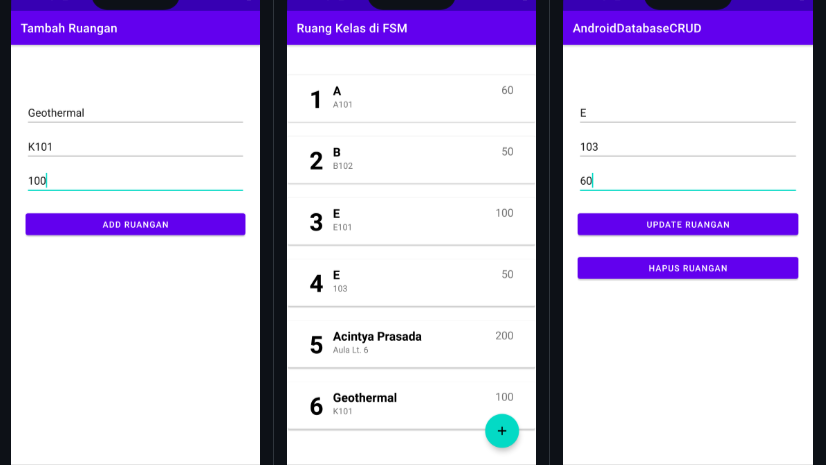 Tambah Ruangan
Geothermal
K101
100
ADD RUANGAN
Ruang Kelas di FSM
1
A
60
A101
2
B
50
B102
3
E
100
E101
4
E
50
103
5
Acintya Prasada
200
Aula Lt. 6
6
Geothermal
100
K101
+
AndroidDatabaseCRUD
E
103
60
UPDATE RUANGAN
HAPUS RUANGAN